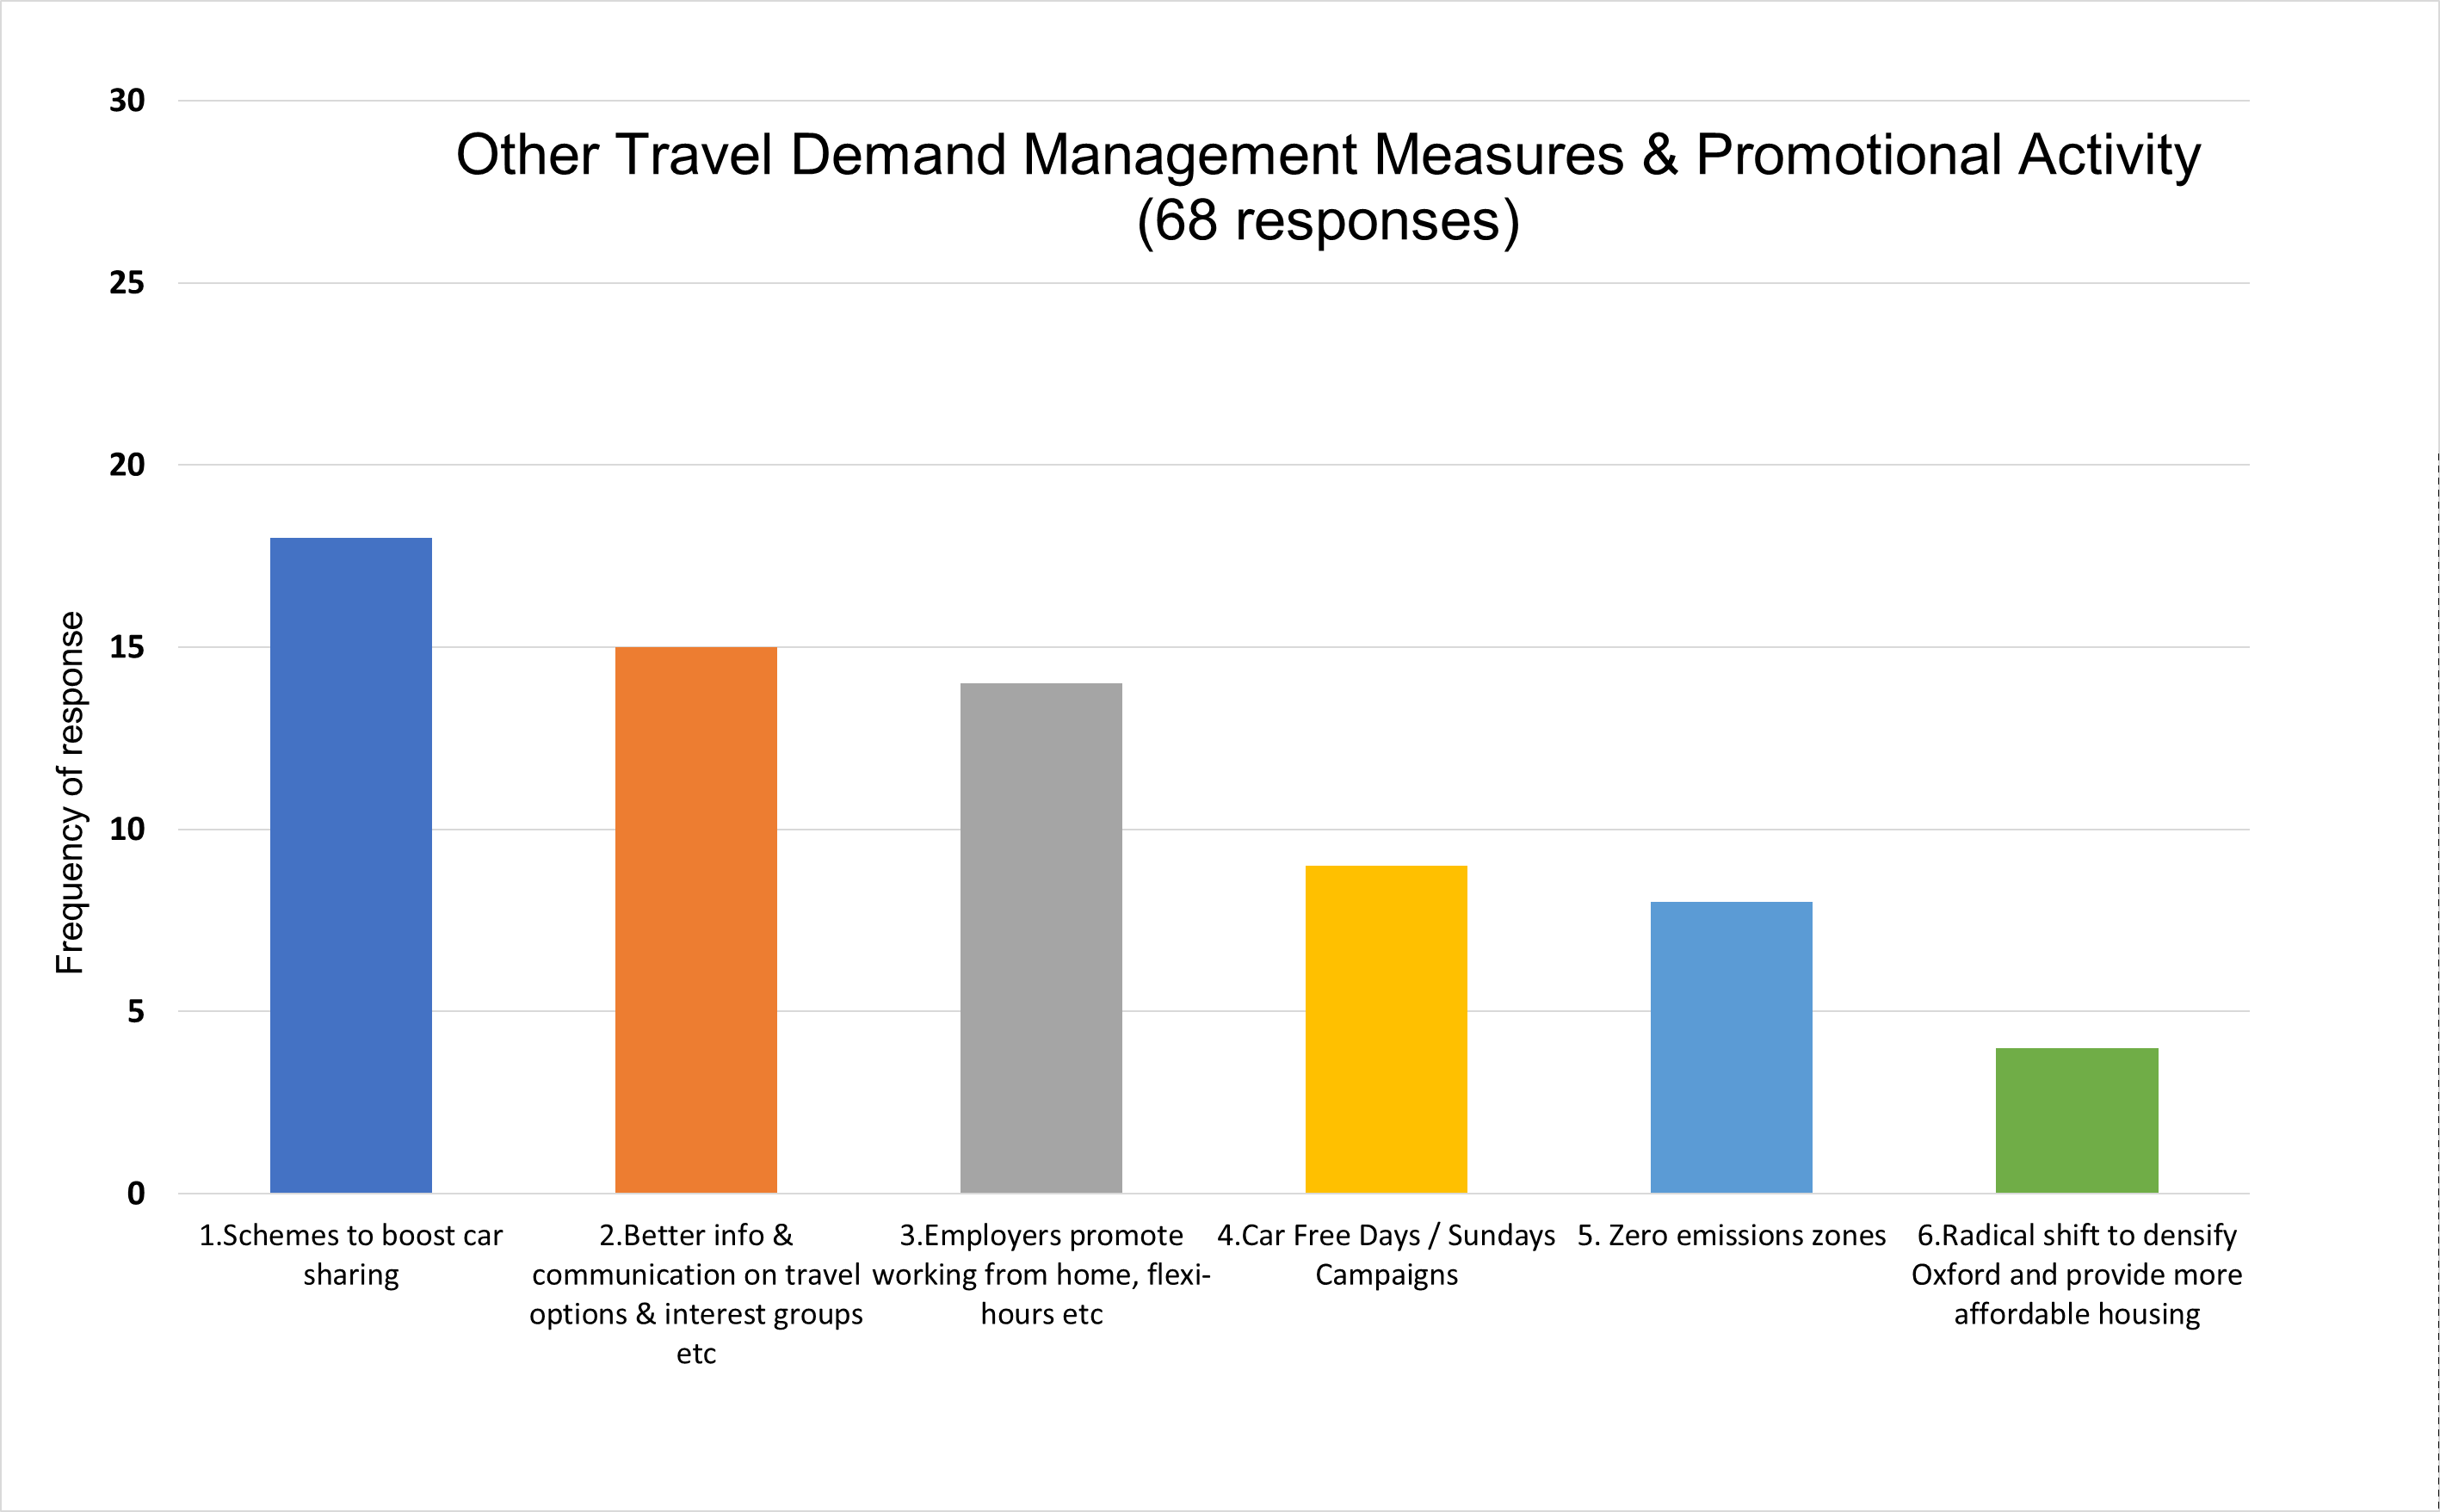 Other Travel Demand Management Measures & Promotional Activity
(68 responses)
Frequency of response
30
25
20
15
10
5
0
1.Schemes to boost car
sharing
2.Better info &
communication on travel
options & interest groups
etc
3.Employers promote
working from home, flexi-
hours etc
4.Car Free Days / Sundays
Campaigns
5. Zero emissions zones
6.Radical shift to densify
Oxford and provide more
affordable housing